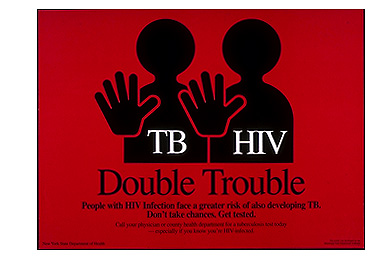 TB HIV
Double Trouble
People with HIV Infection face a greater risk of also developing TB.
Don't take chances. Get tested.
Call your physician or county health department for a tuberculosis test today
— especially if you know you're HIV-infected.
New York State Department of Health